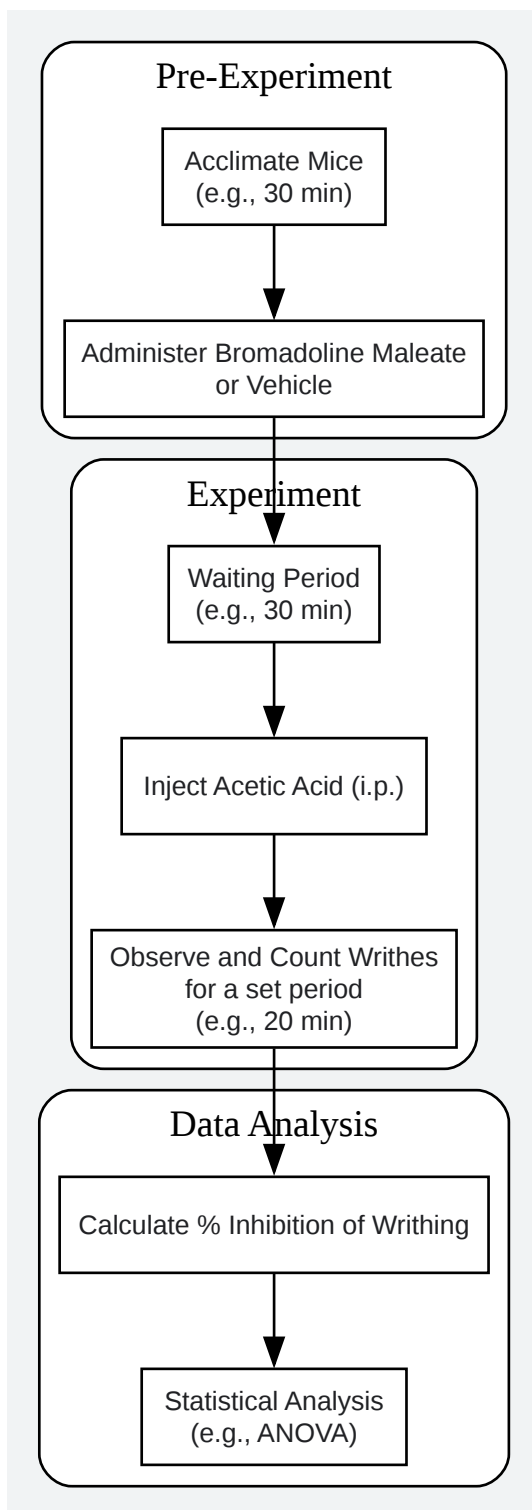 Pre-Experiment
Acclimate Mice
(e.g., 30 min)
Administer Bromadoline Maleate
or Vehicle
Experiment
Waiting Period
(e.g., 30 min)
Inject Acetic Acid (i.p.)
Observe and Count Writhes
for a set period
(e.g., 20 min)
Data Analysis
Calculate % Inhibition of Writhing
Statistical Analysis
(e.g., ANOVA)